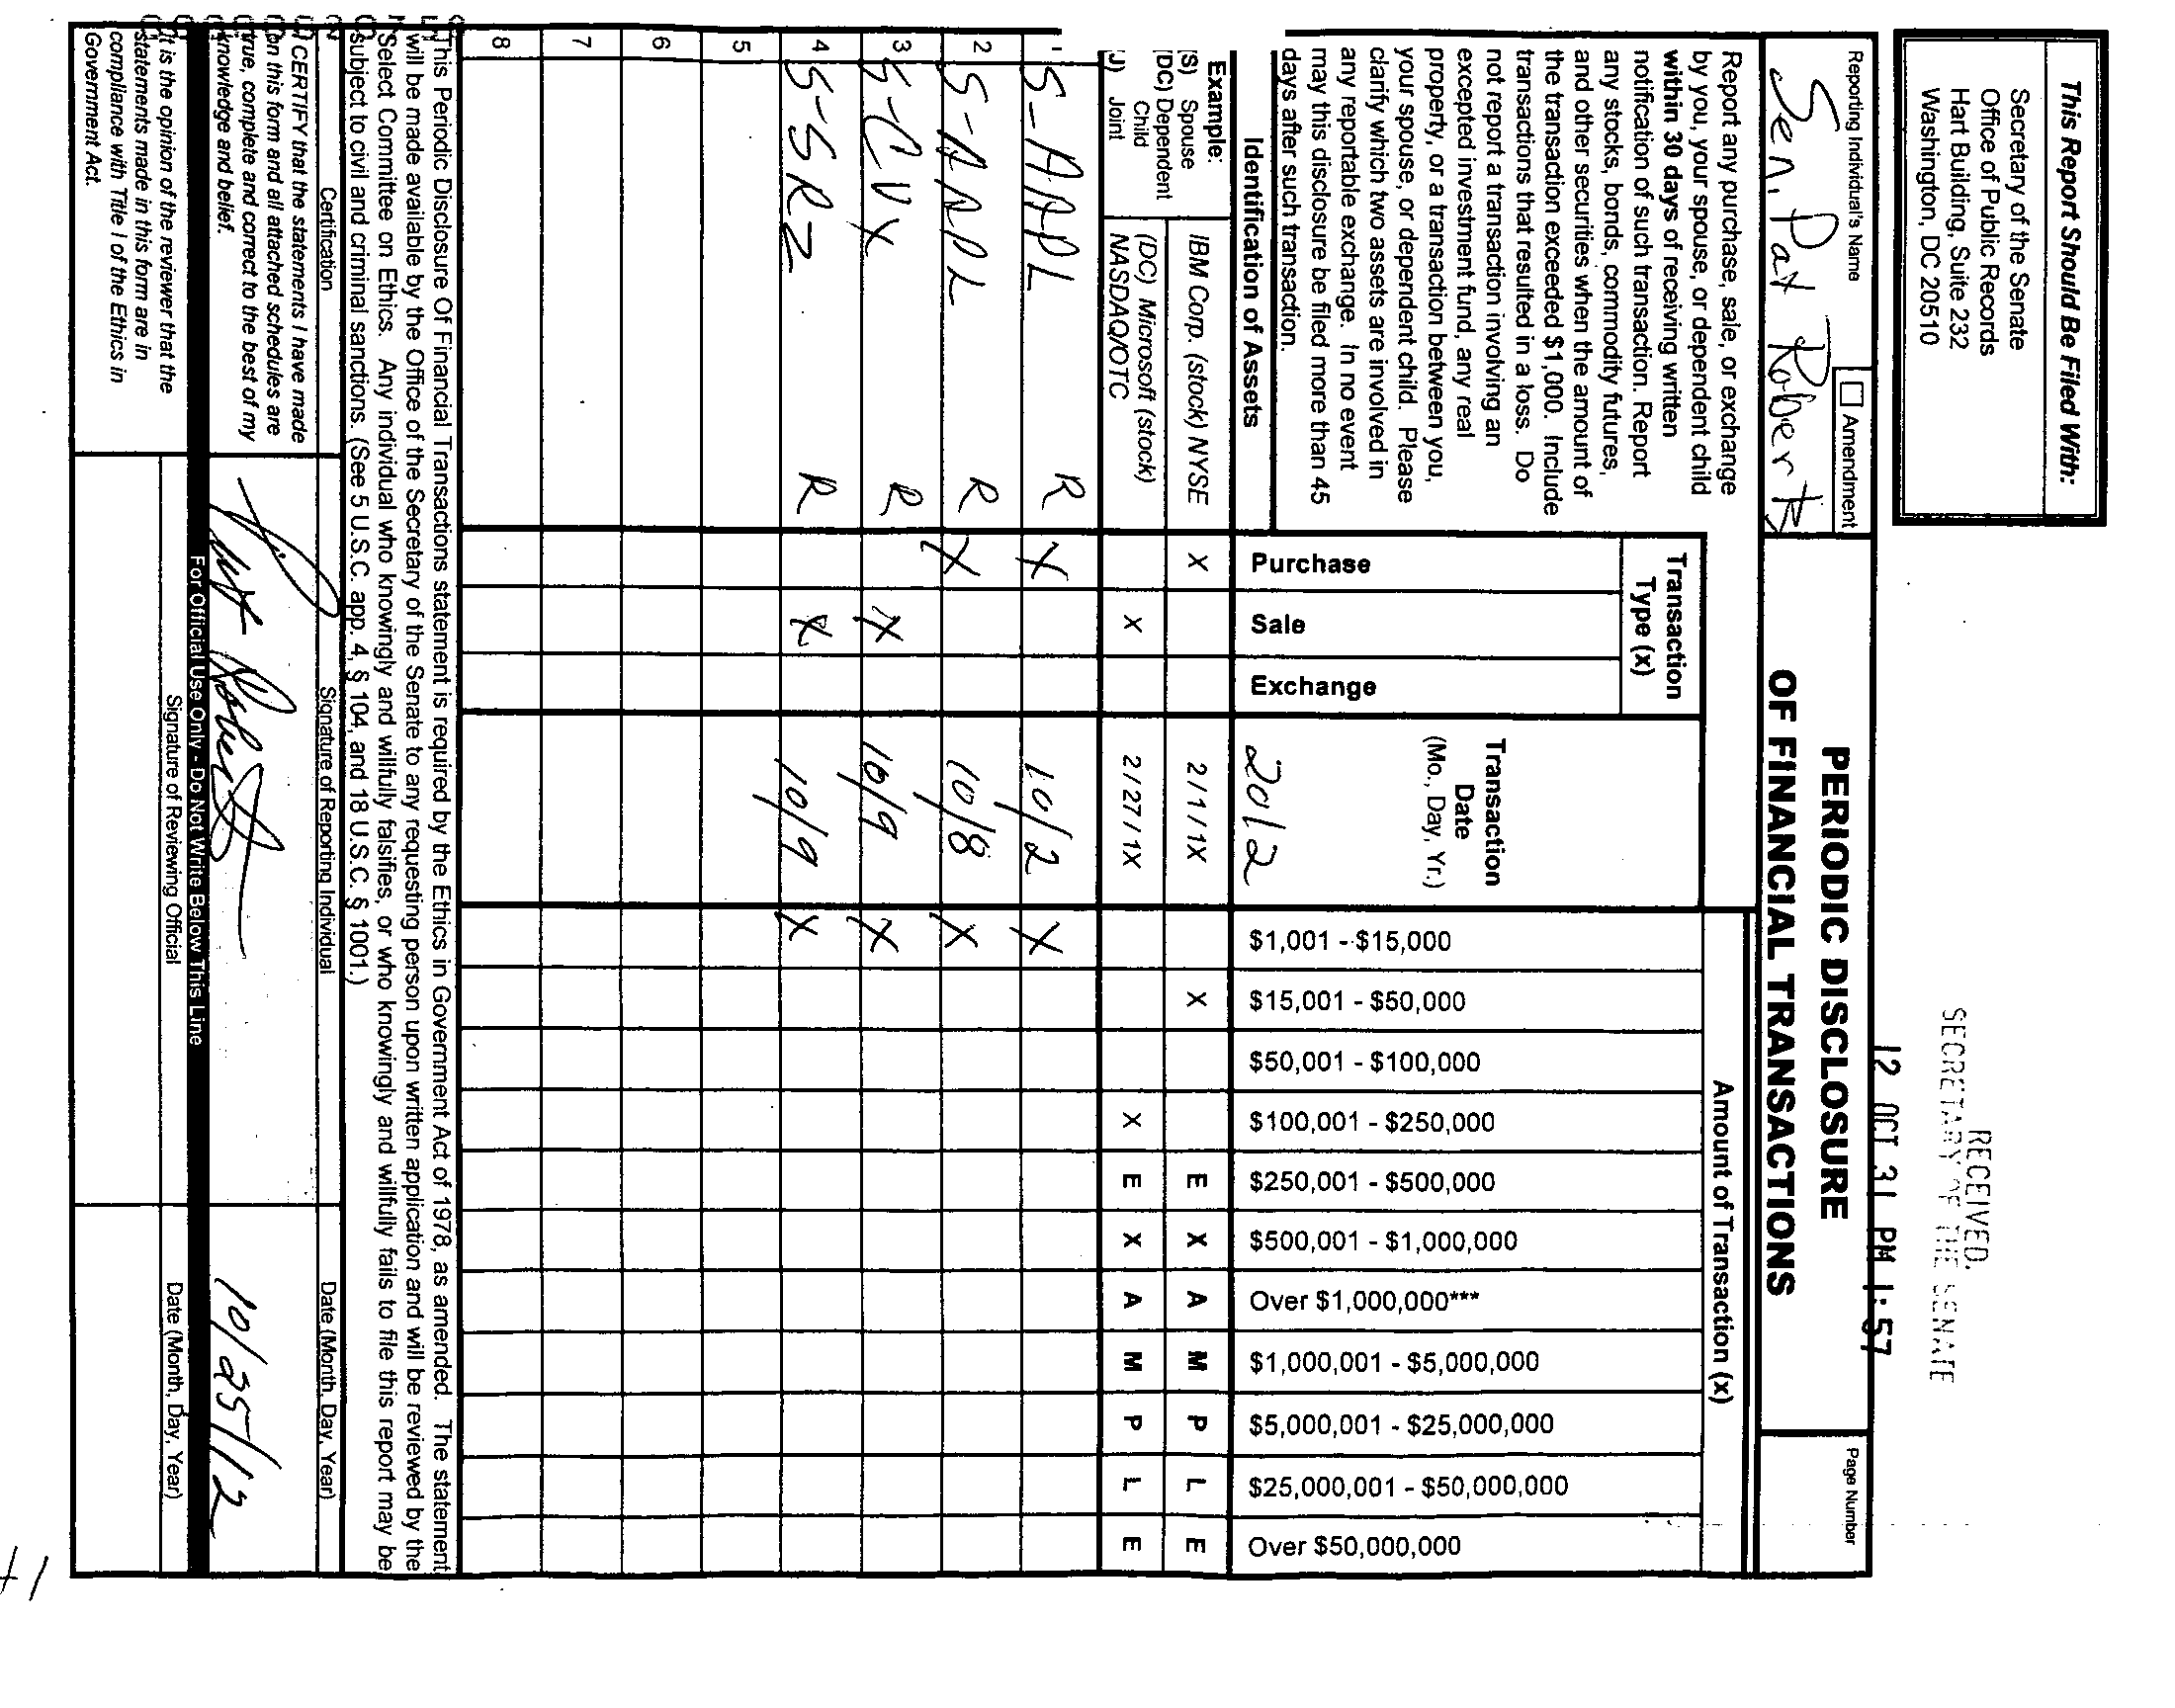 This Report Should Be Filed With:
Secretary of the Senate
Office of Public Records
Hart Building, Suite 232
Washington, DC 20510
RECEIVED
SECRETARY OF THE SENATE
12 OCT 31 PM 1:57
Reporting Individual's Name
Sen. Pat Roberts
Amendment
PERIODIC DISCLOSURE
OF FINANCIAL TRANSACTIONS
Page Number
Report any purchase, sale, or exchange
by you, your spouse, or dependent child
within 30 days of receiving written
notification of such transaction. Report
any stocks, bonds, commodity futures,
and other securities when the amount of
the transaction exceeded $1,000. Include
transactions that resulted in a loss. Do
not report a transaction involving an
excepted investment fund, any real
property, or a transaction between you,
your spouse, or dependent child. Please
clarify which two assets are involved in
any reportable exchange. In no event
may this disclosure be filed more than 45
days after such transaction.
Identification of Assets
Transaction
Type (x)
Purchase
Sale
Exchange
Transaction
Date
(Mo., Day, Yr.)
2012
Amount of Transaction (x)
$1,001 - $15,000
$15,001 - $50,000
$50,001 - $100,000
$100,001 - $250,000
$250,001 - $500,000
$500,001 - $1,000,000
Over $1,000,000***
$1,000,001 - $5,000,000
$5,000,001 - $25,000,000
$25,000,001 - $50,000,000
Over $50,000,000
Example:
(S) Spouse
(DC) Dependent
Child
(J) Joint
IBM Corp. (stock) NYSE X 2/1/1X X E X A M P L E
(DC) Microsoft (stock)
NASDAQ/OTC X 2/27/1X X E X A M P L E
1 S-AAPL R X 10/2 X
2 S-AAPL R X 10/8 X
3 S-CVX R X 10/9 X
4 S-SRZ R X 10/9 X
5
6
7
8
This Periodic Disclosure Of Financial Transactions statement is required by the Ethics in Government Act of 1978, as amended. The statement
will be made available by the Office of the Secretary of the Senate to any requesting person upon written application and will be reviewed by the
Select Committee on Ethics. Any individual who knowingly and willfully falsifies, or who knowingly and willfully fails to file this report may be
subject to civil and criminal sanctions. (See 5 U.S.C. app. 4, § 104, and 18 U.S.C. § 1001.)
Certification
Signature of Reporting Individual
Date (Month, Day, Year)
I CERTIFY that the statements I have made
on this form and all attached schedules are
true, complete and correct to the best of my
knowledge and belief.
Pat Roberts
10/25/12
For Official Use Only - Do Not Write Below This Line
It is the opinion of the reviewer that the
statements made in this form are in
compliance with Title I of the Ethics in
Government Act.
Signature of Reviewing Official
Date (Month, Day, Year)